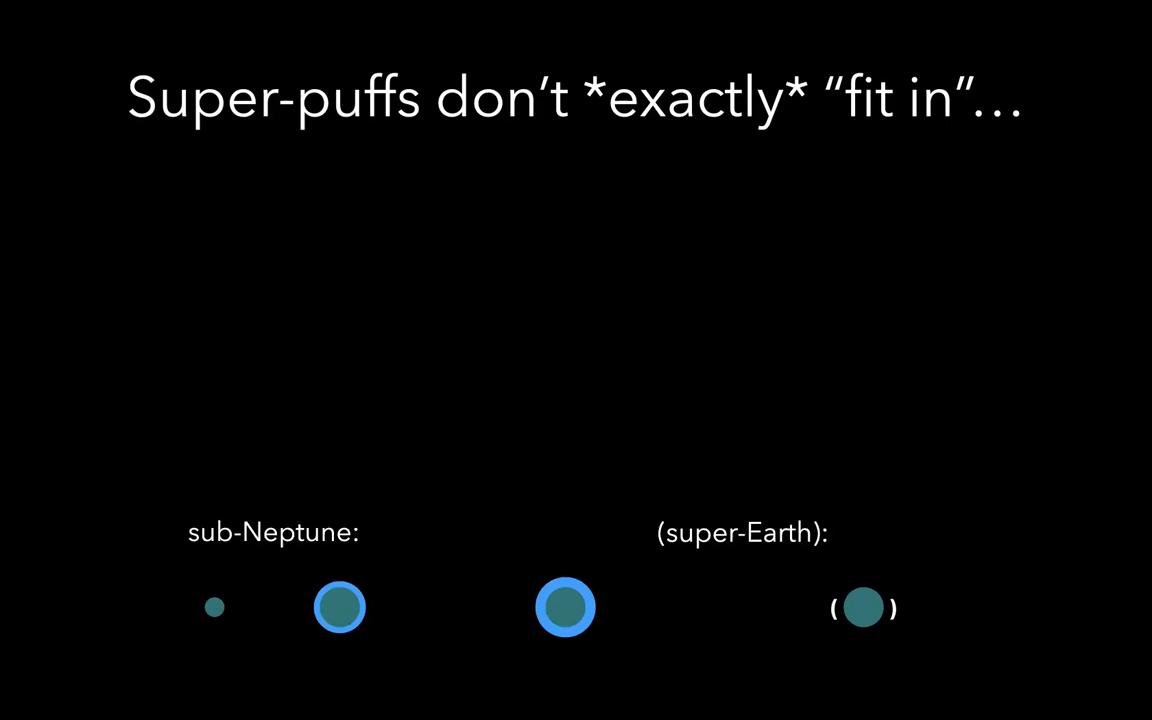 Super-puffs don’t *exactly* “fit in”…
sub-Neptune:
(super-Earth):
( )